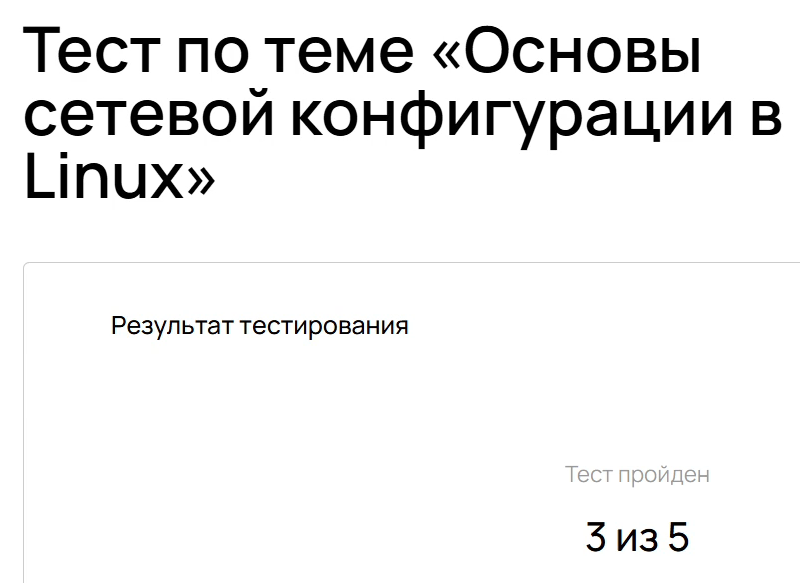 Тест по теме «Основы
сетевой конфигурации в
Linux»
Результат тестирования
Тест пройден
3 из 5